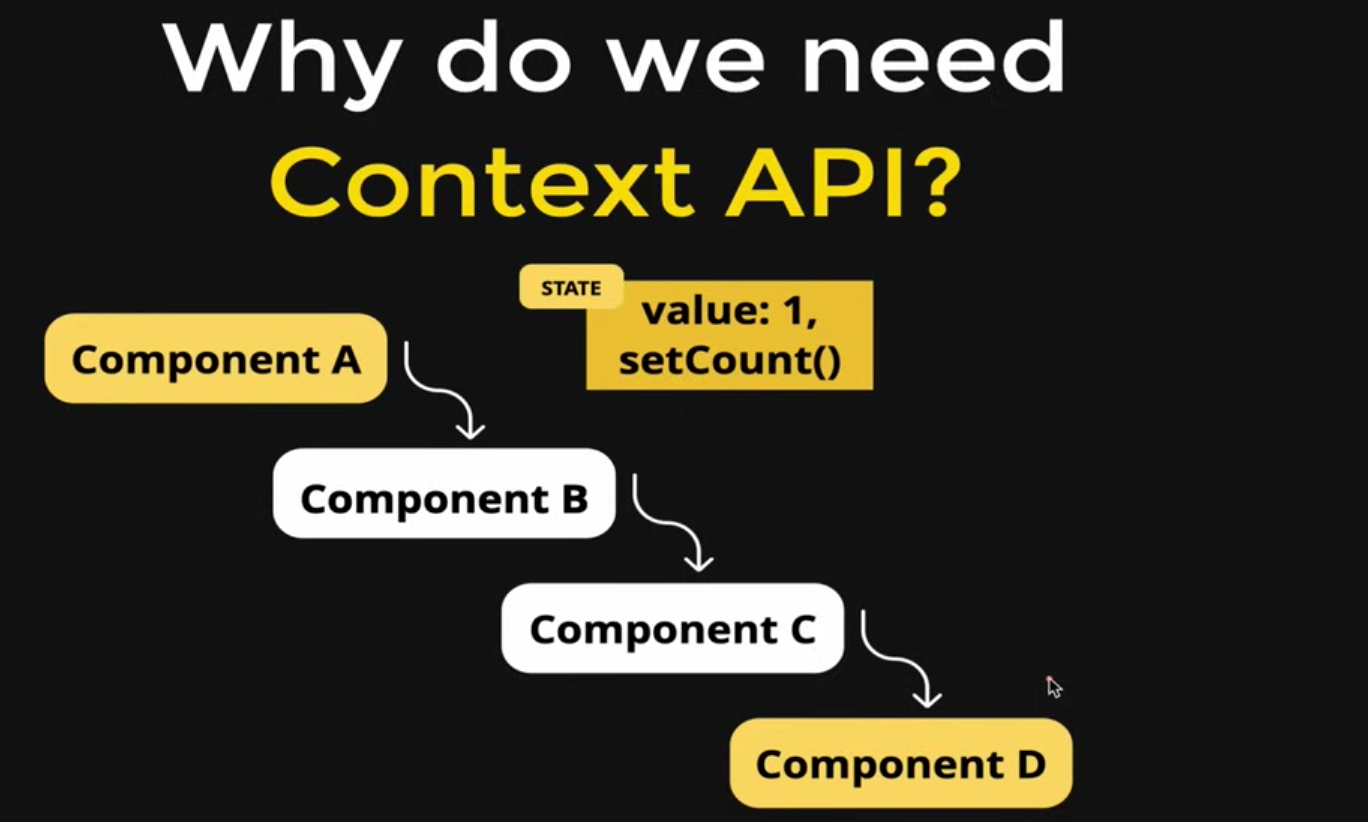 Why do we need
Context API?
STATE
value: 1,
setCount()
Component A
Component B
Component C
Component D